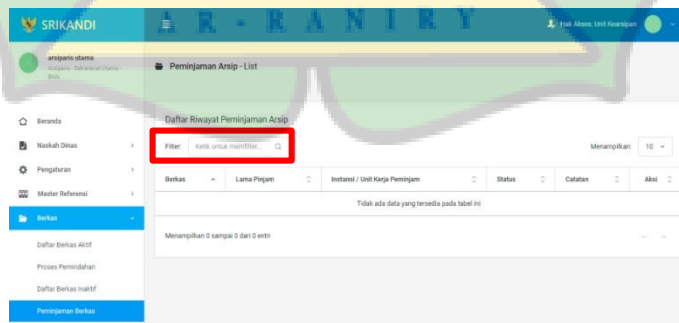 SRIKANDI
A R - R A N I R Y
Hak Akses: Unit Kearsipan
arsiparis utama
Arsiparis - Sekretariat Utama -
Peminjaman Arsip - List
Daftar Riwayat Peminjaman Arsip
Beranda
Naskah Dinas
Pengaturan
Master Referensi
Berkas
Daftar Berkas Aktif
Proses Pemindahan
Daftar Berkas Inaktif
Peminjaman Berkas
Filter: Ketik untuk memfilter...
Menampilkan: 10
Berkas Lama Pinjam Instansi / Unit Kerja Peminjam Status Catatan Aksi
Tidak ada data yang tersedia pada tabel ini
Menampilkan 0 sampai 0 dari 0 entri